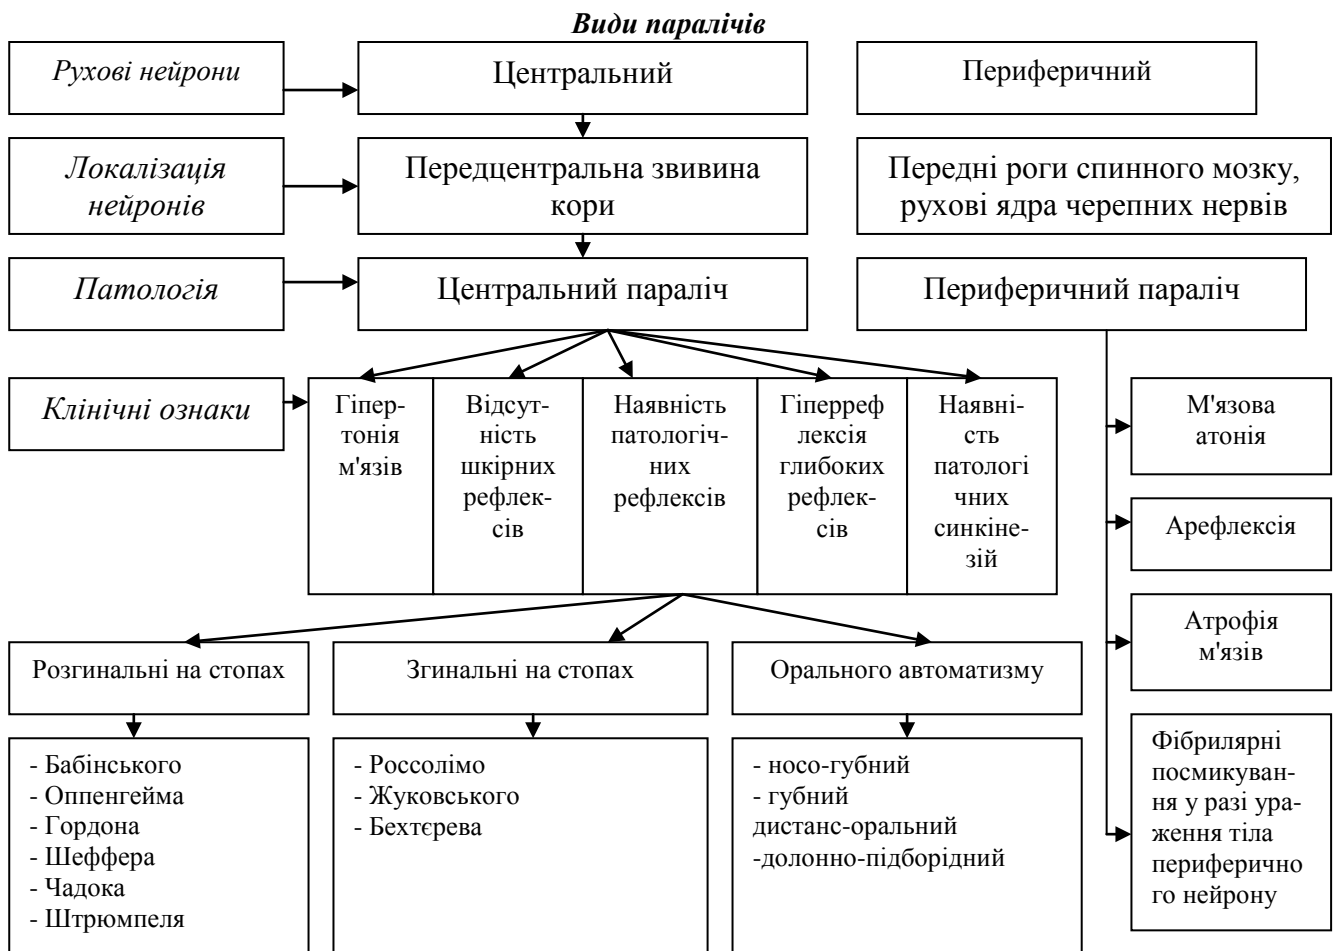 Види паралічів
Рухові нейрони
Центральний
Периферичний
Локалізація
нейронів
Передцентральна звивина
кори
Передні роги спинного мозку,
рухові ядра черепних нервів
Патологія
Центральний параліч
Периферичний параліч
Клінічні ознаки
Гіпер-
тонія
м'язів
Відсут-
ність
шкірних
рефлек-
сів
Наявність
патологіч-
них
рефлексів
Гіперреф
лексія
глибоких
рефлек-
сів
Наявні-
сть
патологі
чних
синкіне-
зій
М'язова
атонія
Арефлексія
Атрофія
м'язів
Фібрилярні
посмикуван-
ня у разі ура-
ження тіла
периферично
го нейрону
Розгинальні на стопах
Згинальні на стопах
Орального автоматизму
- Бабінського
- Оппенгейма
- Гордона
- Шеффера
- Чадока
- Штрюмпеля
- Россолімо
- Жуковського
- Бехтєрева
- носо-губний
- губний
дистанс-оральний
-долонно-підборідний